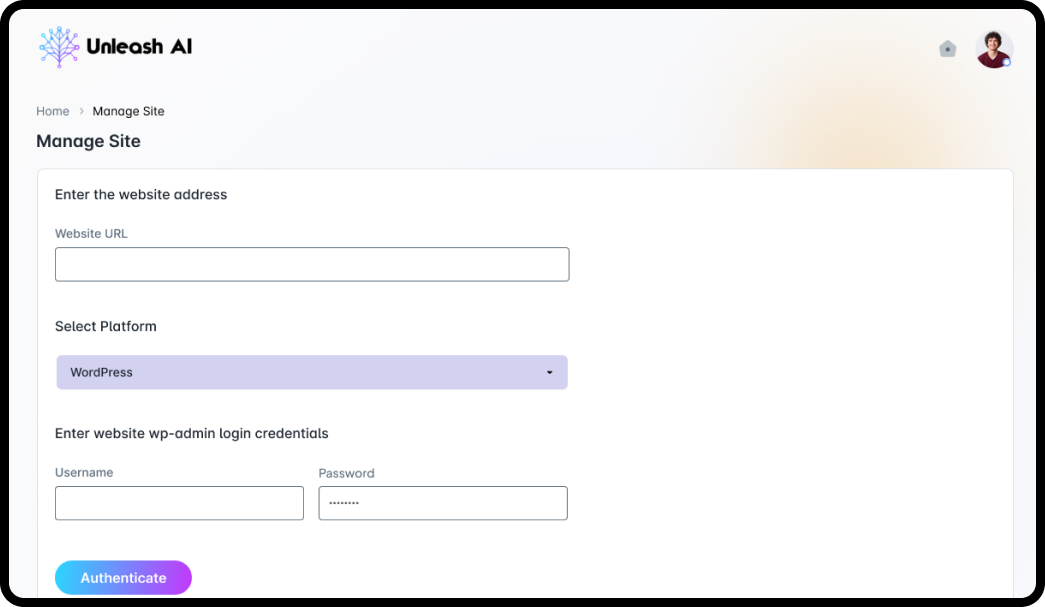 Unleash AI
Home > Manage Site
Manage Site
Enter the website address
Website URL
Select Platform
WordPress
Enter website wp-admin login credentials
Username Password
········
Authenticate